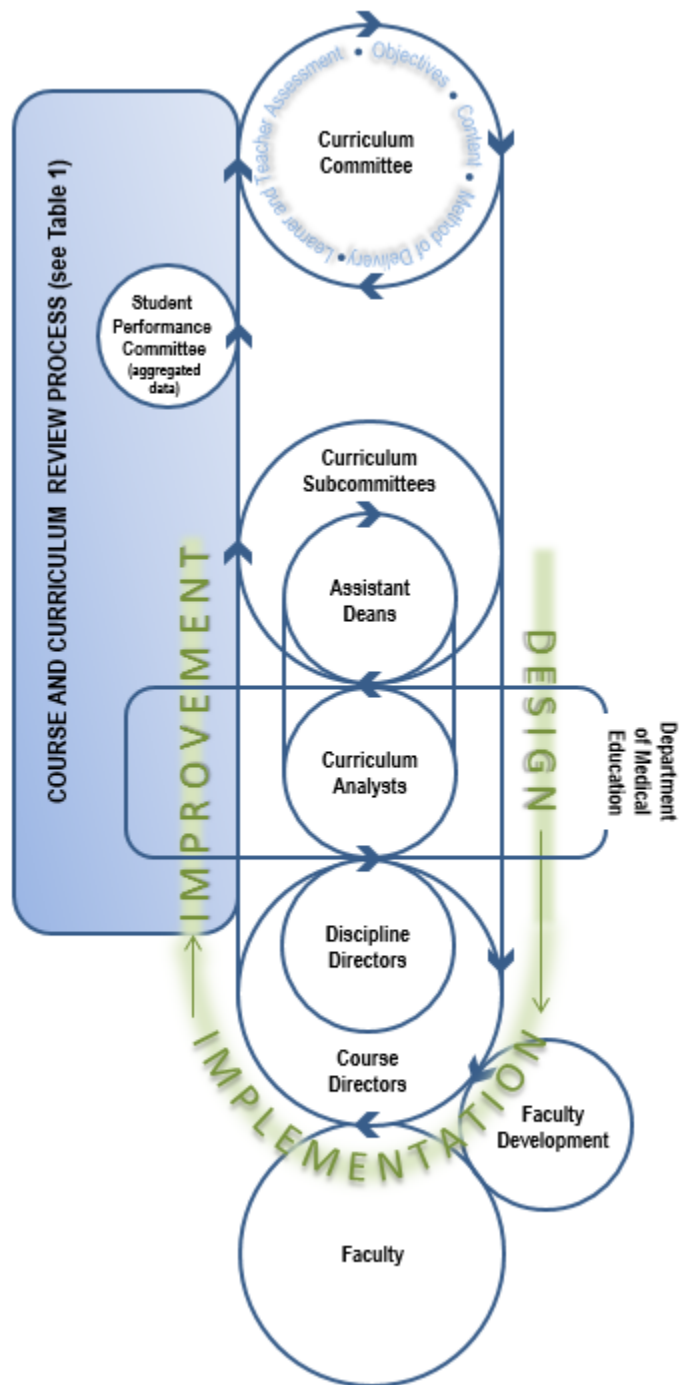 Learner and Teacher Assessment • Objectives • Content • Method of Delivery •
Curriculum
Committee
COURSE AND CURRICULUM REVIEW PROCESS (see Table 1)
Student
Performance
Committee
(aggregated
data)
Curriculum
Subcommittees
Assistant
Deans
IMPROVEMENT
DESIGN
Department
of Medical
Education
Curriculum
Analysts
Discipline
Directors
Course
Directors
IMPLEMENTATION
Faculty
Development
Faculty